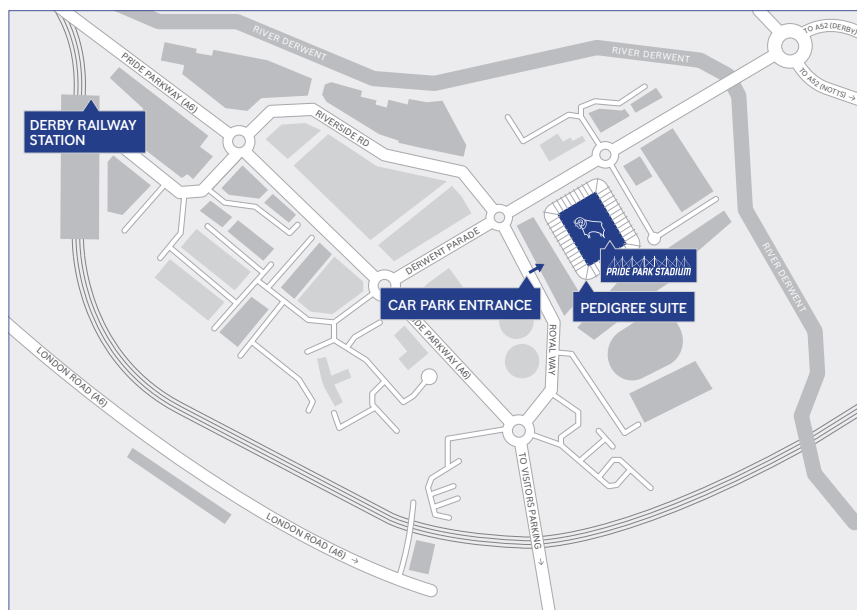 TO A52 (DERBY)
RIVER DERWENT
RIVER DERWENT
PRIDE PARKWAY (A6)
TO A52 (NOTTS) →
DERBY RAILWAY
STATION
RIVERSIDE RD
DERWENT PARADE
RIVER DERWENT
PRIDE PARK STADIUM
CAR PARK ENTRANCE
PEDIGREE SUITE
PRIDE PARKWAY (A6)
ROYAL WAY
LONDON ROAD (A6)
TO VISITORS PARKING →
LONDON ROAD (A6) →